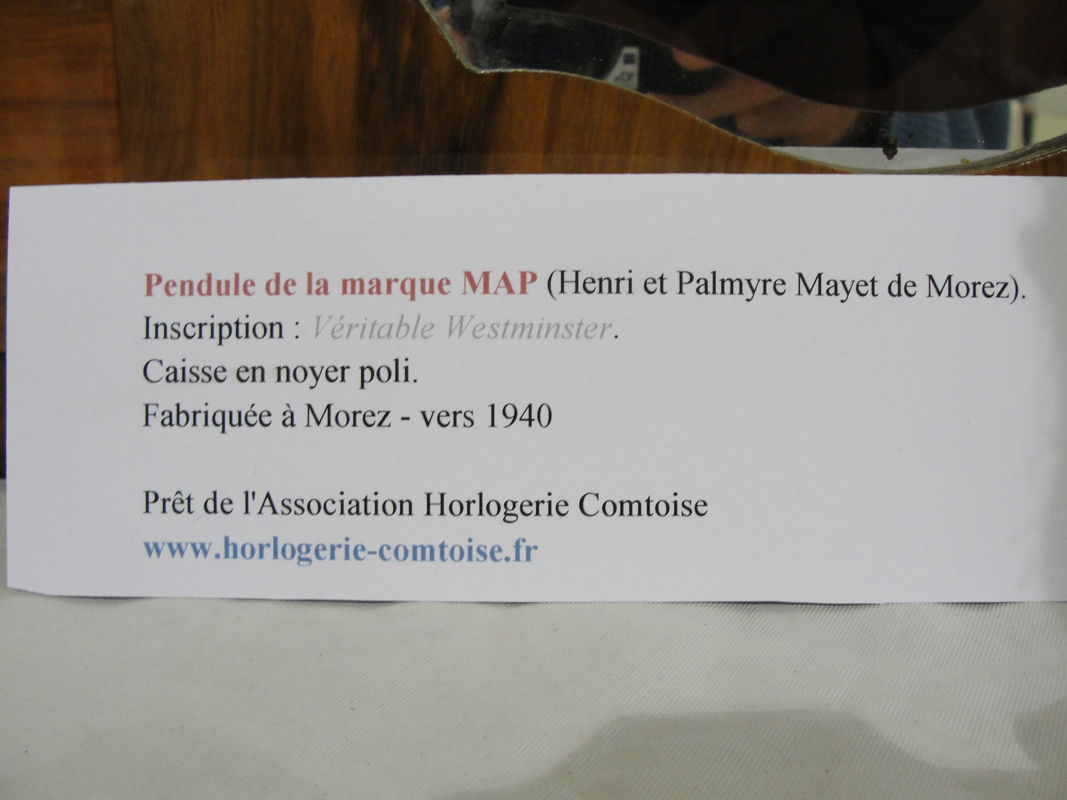 Pendule de la marque MAP (Henri et Palmyre Mayet de Morez).
Inscription : Véritable Westminster.
Caisse en noyer poli.
Fabriquée à Morez - vers 1940
Prêt de l'Association Horlogerie Comtoise
www.horlogerie-comtoise.fr